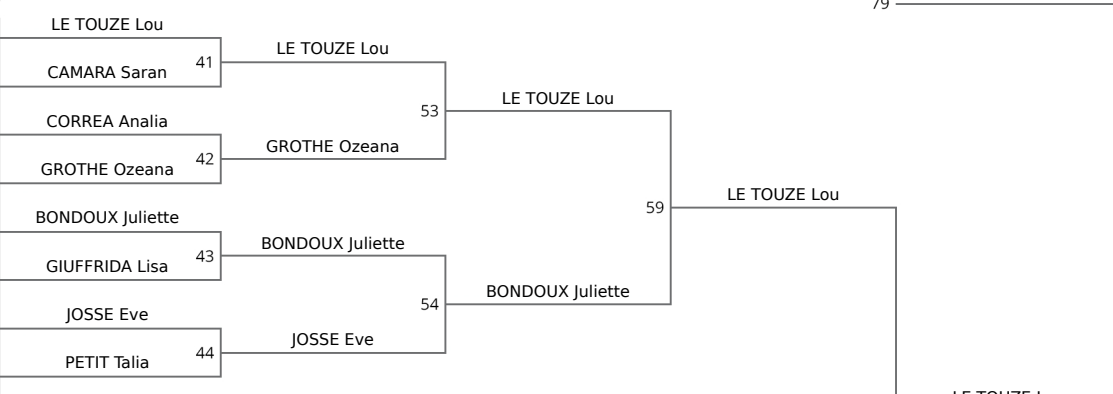 79
LE TOUZE Lou
CAMARA Saran
41
LE TOUZE Lou
CORREA Analia
GROTHE Ozeana
42
GROTHE Ozeana
53
LE TOUZE Lou
BONDOUX Juliette
GIUFFRIDA Lisa
43
BONDOUX Juliette
JOSSE Eve
PETIT Talia
44
JOSSE Eve
54
BONDOUX Juliette
59
LE TOUZE Lou